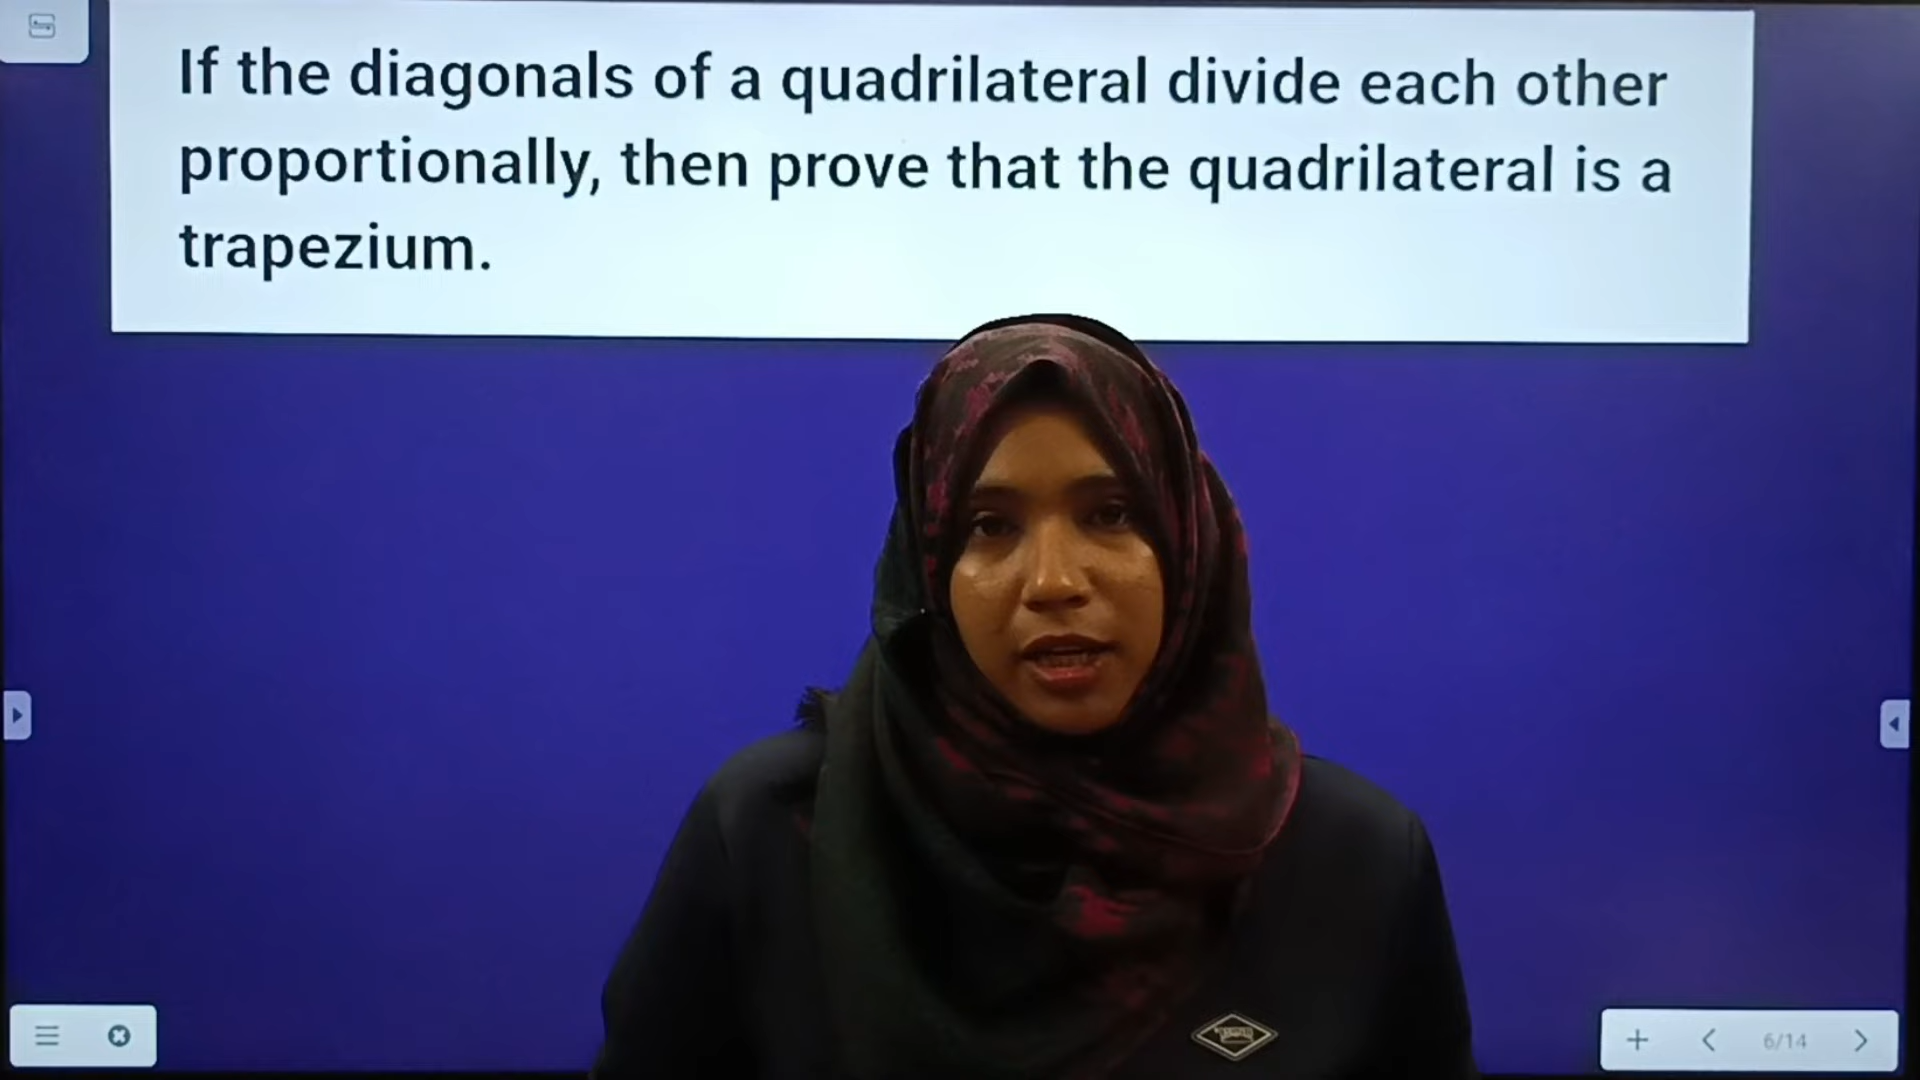 If the diagonals of a quadrilateral divide each other
proportionally, then prove that the quadrilateral is a
trapezium.
6/14